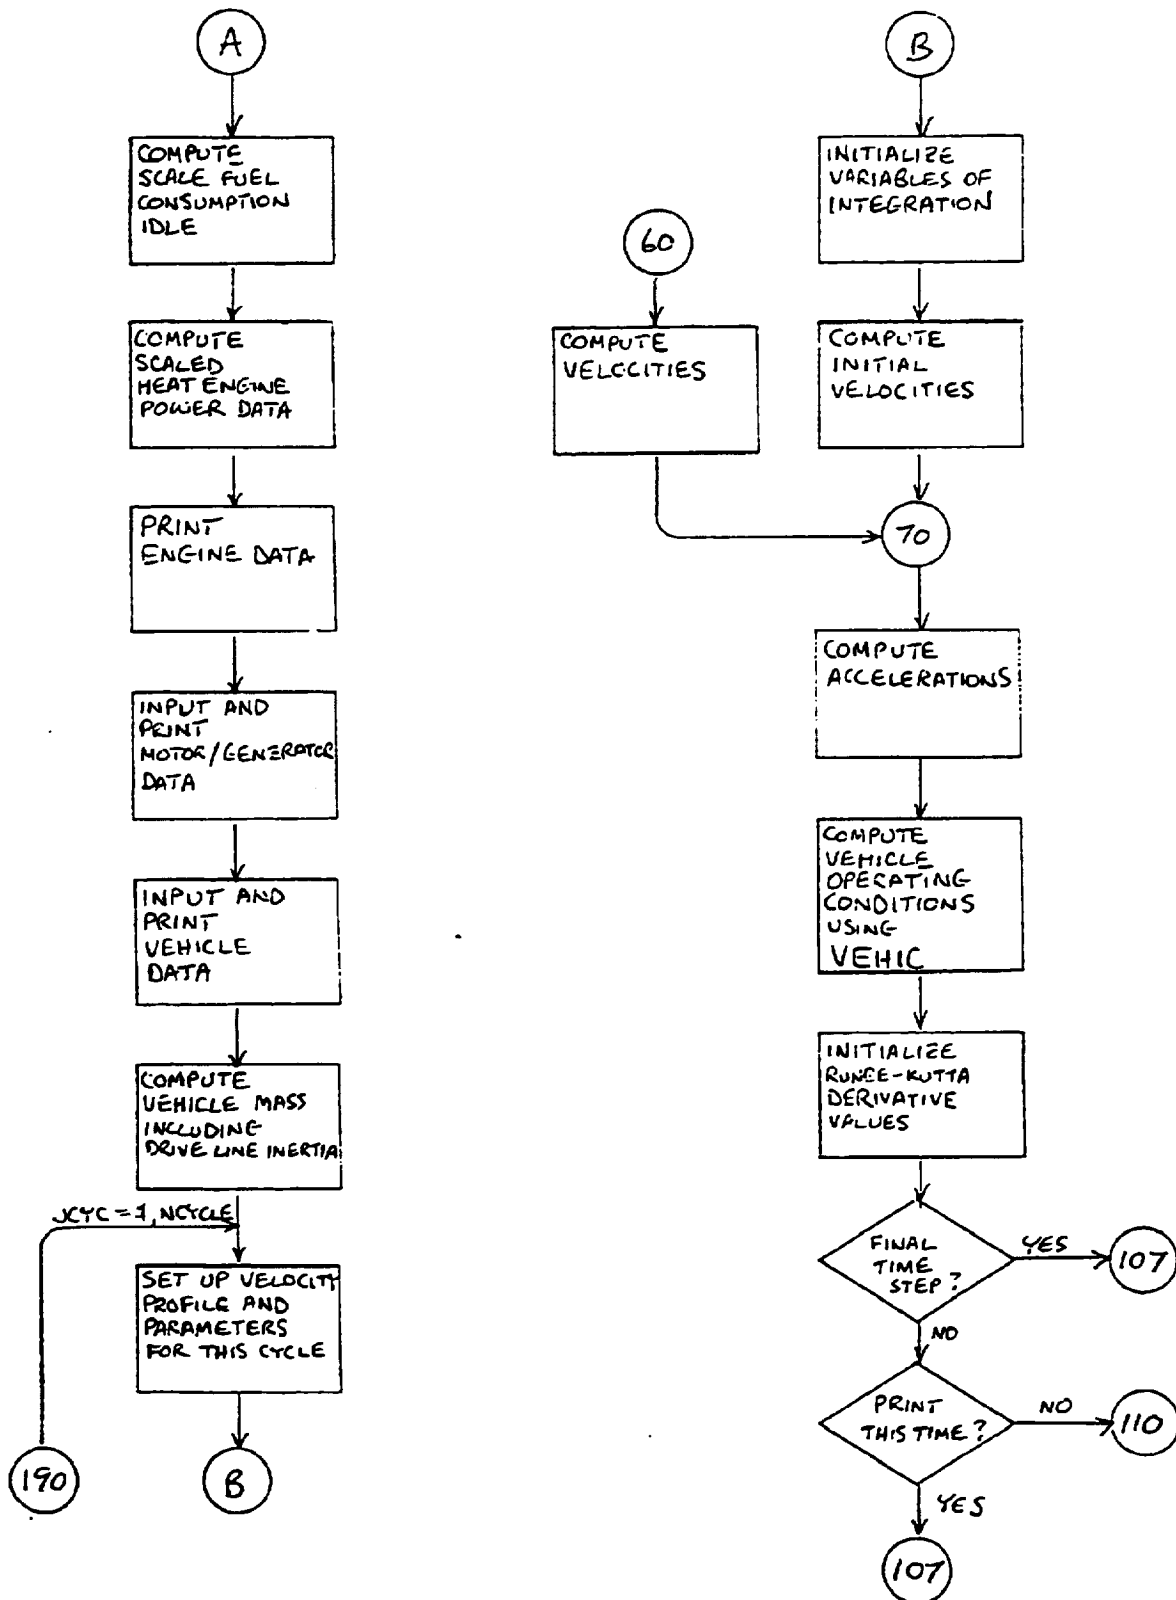 A
COMPUTE
SCALE FUEL
CONSUMPTION
IDLE
COMPUTE
SCALED
HEAT ENGINE
POWER DATA
PRINT
ENGINE DATA
INPUT AND
PRINT
MOTOR/GENERATOR
DATA
INPUT AND
PRINT
VEHICLE
DATA
COMPUTE
VEHICLE MASS
INCLUDING
DRIVE LINE INERTIA
JCYC = 1, NCYCLE
SET UP VELOCITY
PROFILE AND
PARAMETERS
FOR THIS CYCLE
190
B
60
COMPUTE
VELOCITIES
B
INITIALIZE
VARIABLES OF
INTEGRATION
COMPUTE
INITIAL
VELOCITIES
70
COMPUTE
ACCELERATIONS
COMPUTE
VEHICLE
OPERATING
CONDITIONS
USING
VEHIC
INITIALIZE
RUNGE-KUTTA
DERIVATIVE
VALUES
FINAL
TIME
STEP?
YES
107
NO
PRINT
THIS TIME?
NO
110
YES
107